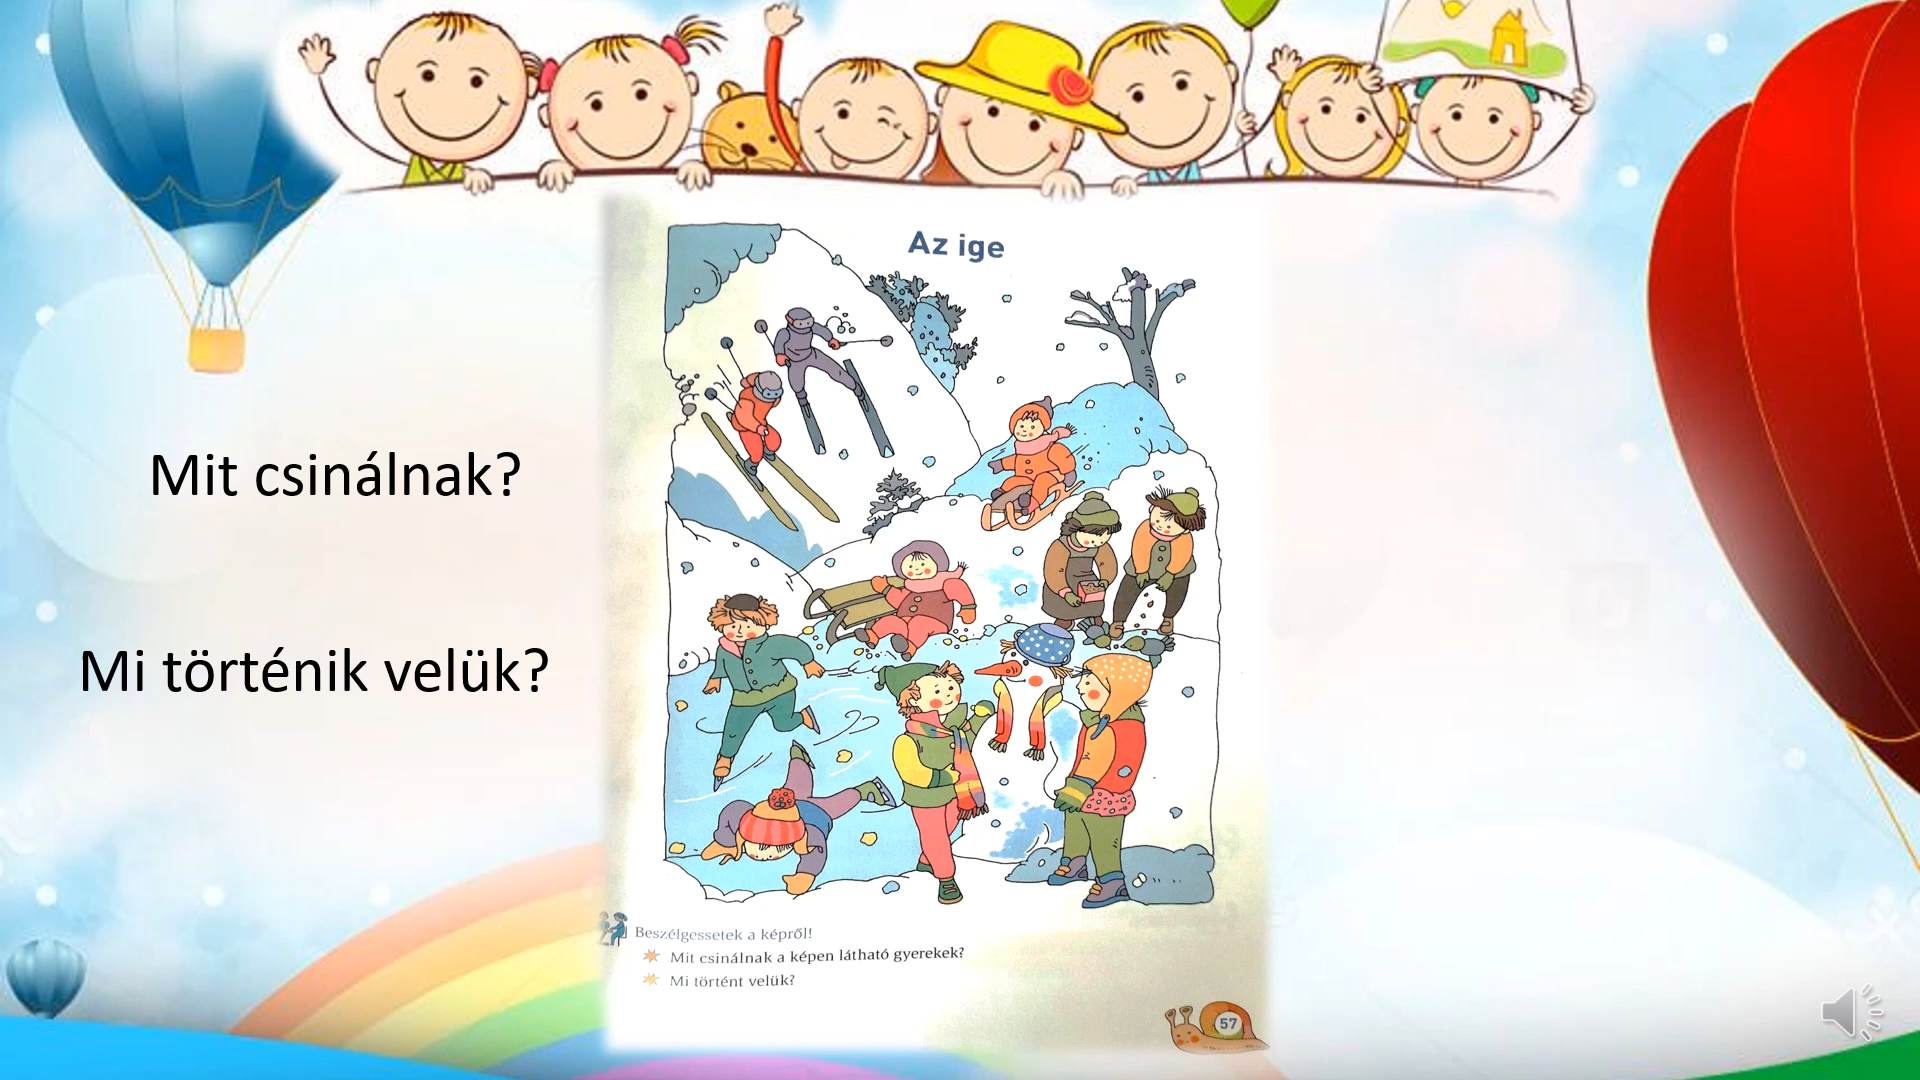 Az ige
Mit csinálnak?
Mi történik velük?
Beszélgessetek a képről!
Mit csinálnak a képen látható gyerekek?
Mi történt velük?
57